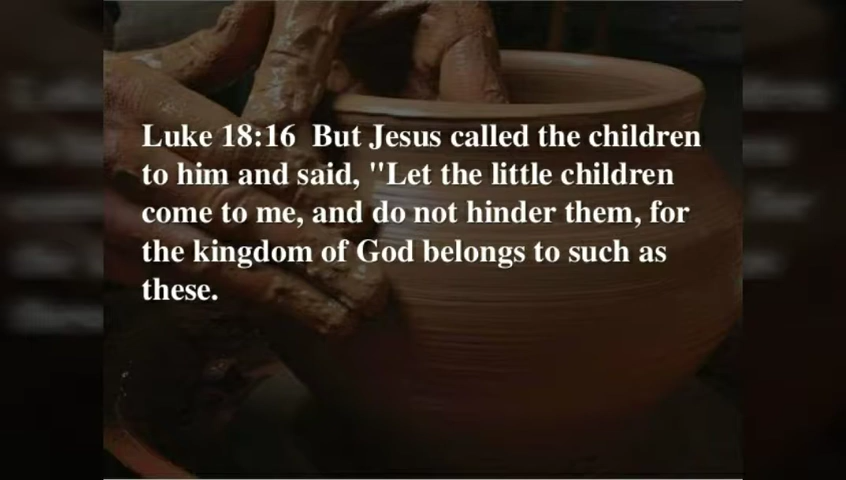 Luke 18:16  But Jesus called the children
to him and said, "Let the little children
come to me, and do not hinder them, for
the kingdom of God belongs to such as
these.